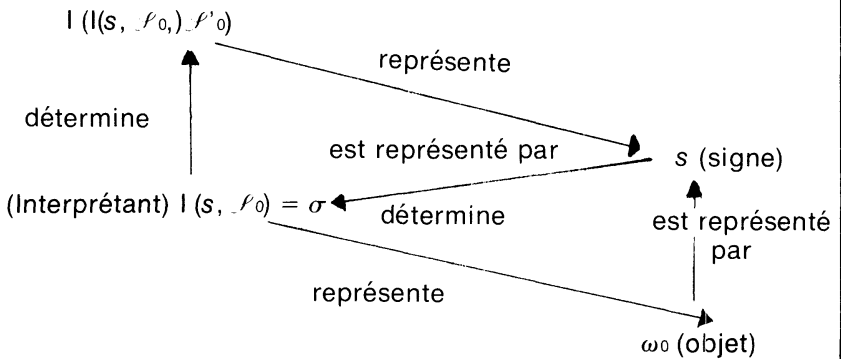 I (I(s, 𝒮₀,) 𝒮'₀)
représente
détermine
est représenté par
s (signe)
(Interprétant) I (s, 𝒮₀) = σ
détermine
est représenté
par
représente
ω₀ (objet)